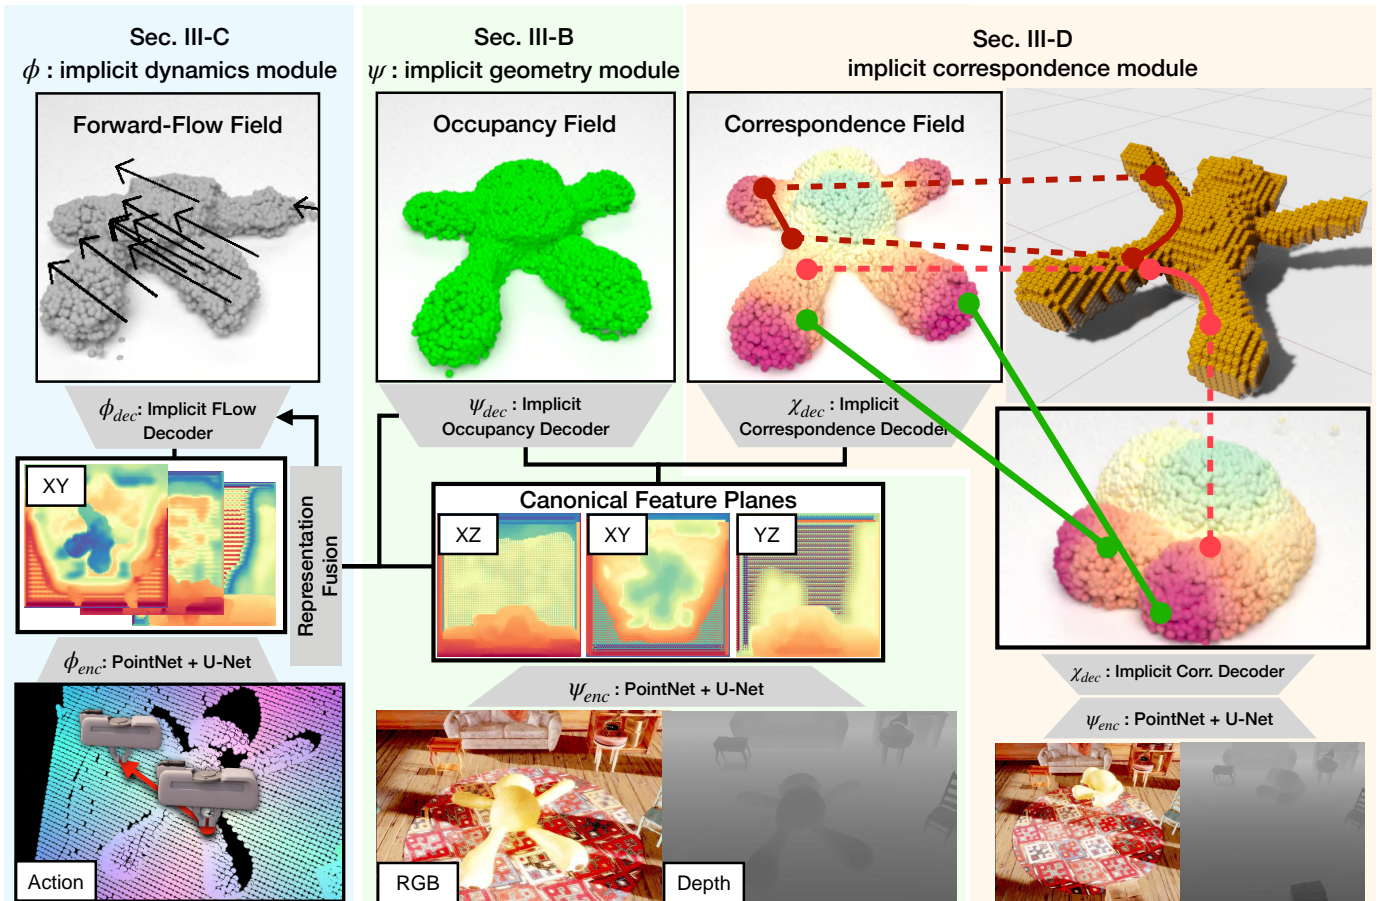 Sec. III-C
ϕ : implicit dynamics module
Forward-Flow Field
ϕdec: Implicit FLow
Decoder
XY
Representation
Fusion
ϕenc: PointNet + U-Net
Action
Sec. III-B
ψ : implicit geometry module
Occupancy Field
ψdec : Implicit
Occupancy Decoder
Canonical Feature Planes
XZ
XY
YZ
ψenc : PointNet + U-Net
RGB
Depth
Sec. III-D
implicit correspondence module
Correspondence Field
χdec : Implicit
Correspondence Decoder
χdec : Implicit Corr. Decoder
ψenc : PointNet + U-Net